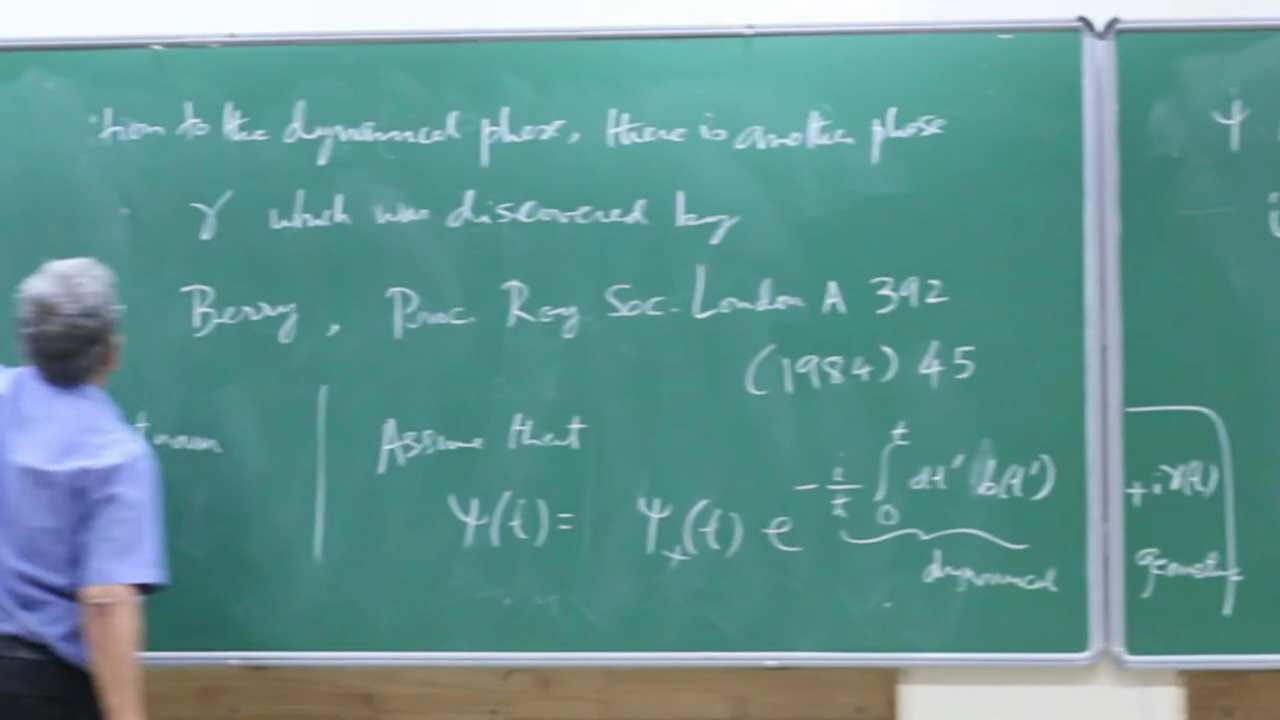 tion to the dynamical phase, there is another phase
γ which was discovered by
Berry, Proc Roy Soc. London A 392
(1984) 45
Assume that
Ψ(t) = Ψ₊(t) e^{-\frac{i}{ħ} ∫_0^t dt' b(t')} + iγ(t)
dynamical
ψ